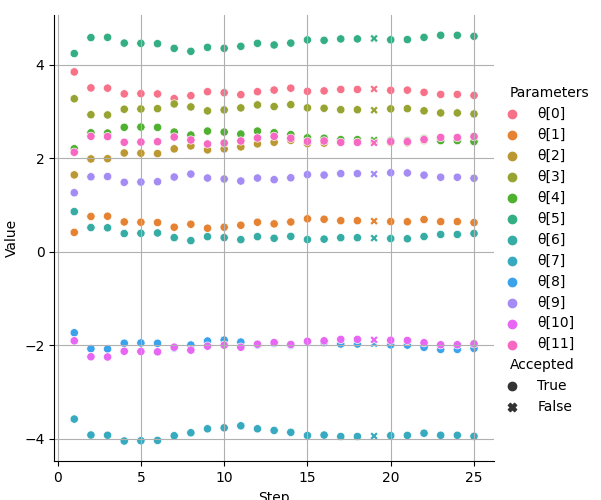 Value
4
2
0
−2
−4
0
5
10
15
20
25
Step
Parameters
θ[0]
θ[1]
θ[2]
θ[3]
θ[4]
θ[5]
θ[6]
θ[7]
θ[8]
θ[9]
θ[10]
θ[11]
Accepted
True
False